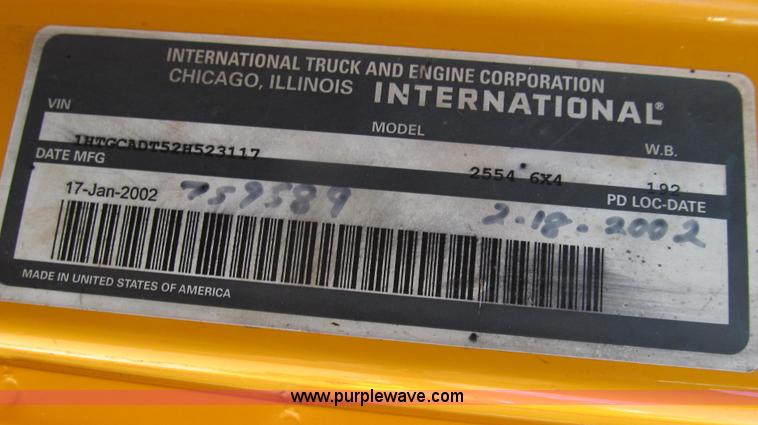 INTERNATIONAL TRUCK AND ENGINE CORPORATION
CHICAGO, ILLINOIS INTERNATIONAL®
VIN MODEL W.B.
1HTGCADT52H523117 2554 6X4 192
DATE MFG PD LOC-DATE
17-Jan-2002 759589 2-18-2002
MADE IN UNITED STATES OF AMERICA
www.purplewave.com